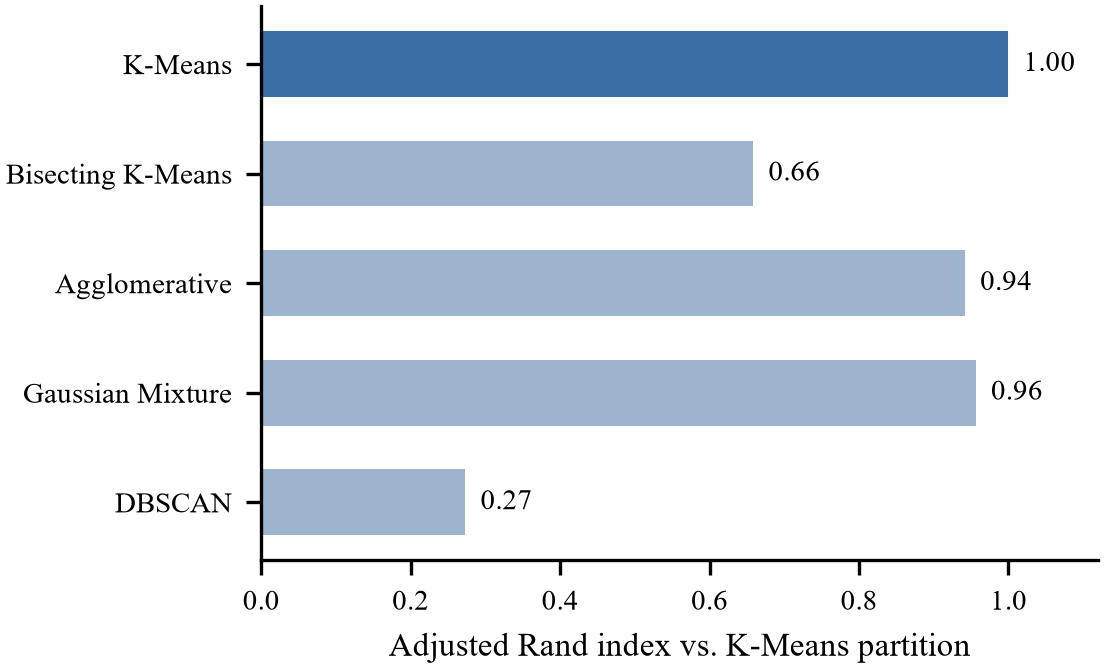 K-Means 1.00
Bisecting K-Means 0.66
Agglomerative 0.94
Gaussian Mixture 0.96
DBSCAN 0.27
0.0 0.2 0.4 0.6 0.8 1.0
Adjusted Rand index vs. K-Means partition